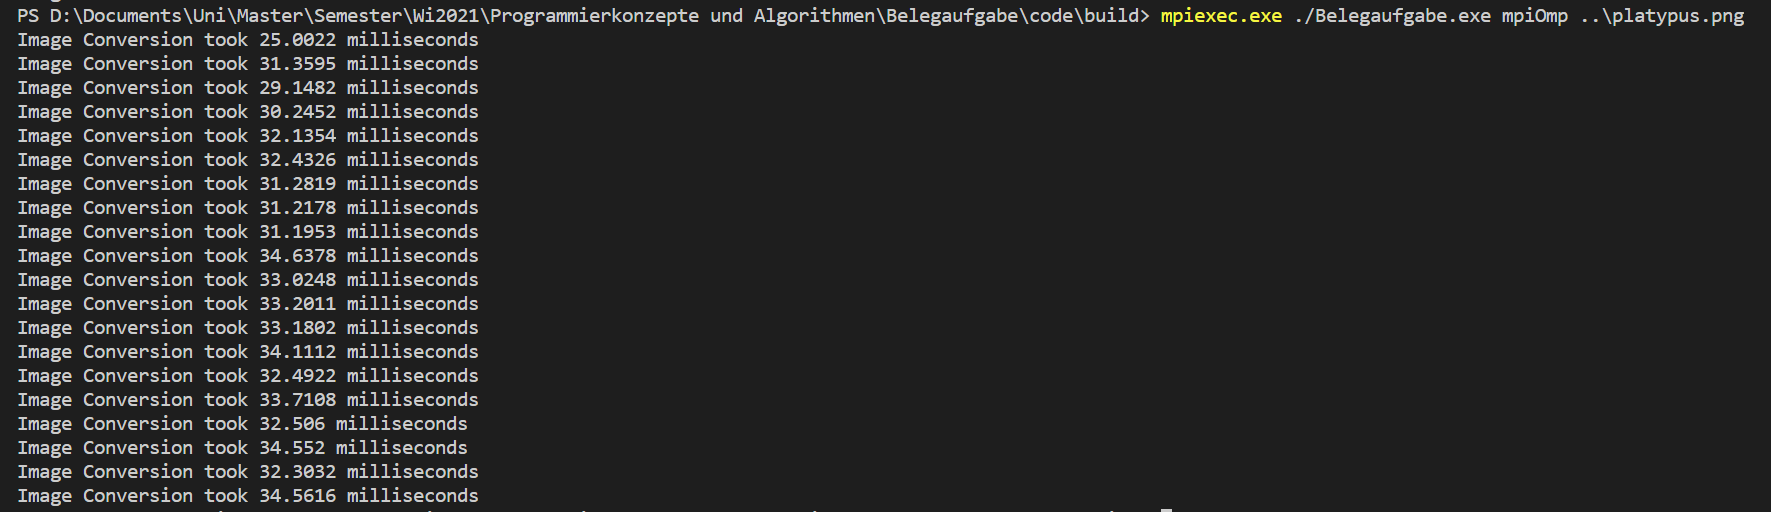 PS D:\Documents\Uni\Master\Semester\Wi2021\Programmierkonzepte und Algorithmen\Belegaufgabe\code\build> mpiexec.exe ./Belegaufgabe.exe mpiOmp ..\platypus.png
Image Conversion took 25.0022 milliseconds
Image Conversion took 31.3595 milliseconds
Image Conversion took 29.1482 milliseconds
Image Conversion took 30.2452 milliseconds
Image Conversion took 32.1354 milliseconds
Image Conversion took 32.4326 milliseconds
Image Conversion took 31.2819 milliseconds
Image Conversion took 31.2178 milliseconds
Image Conversion took 31.1953 milliseconds
Image Conversion took 34.6378 milliseconds
Image Conversion took 33.0248 milliseconds
Image Conversion took 33.2011 milliseconds
Image Conversion took 33.1802 milliseconds
Image Conversion took 34.1112 milliseconds
Image Conversion took 32.4922 milliseconds
Image Conversion took 33.7108 milliseconds
Image Conversion took 32.506 milliseconds
Image Conversion took 34.552 milliseconds
Image Conversion took 32.3032 milliseconds
Image Conversion took 34.5616 milliseconds